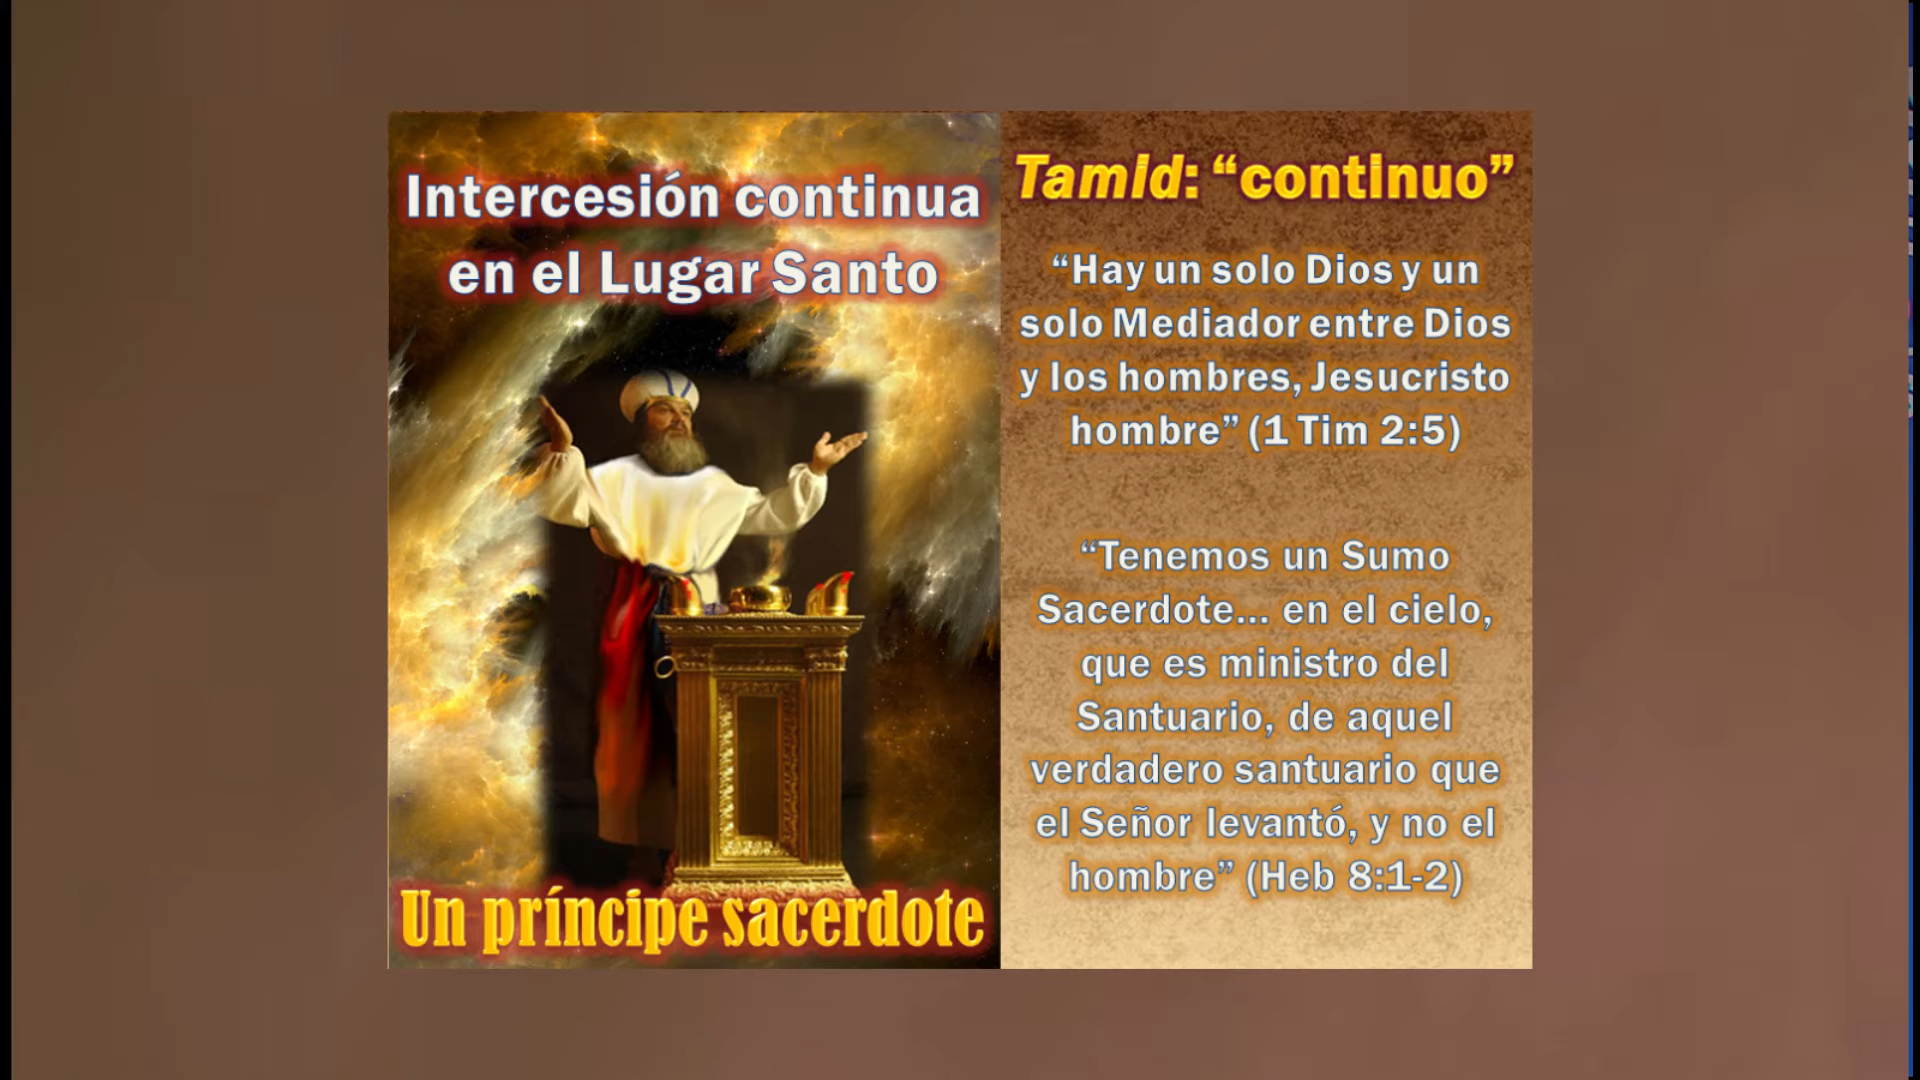 Intercesión continua
en el Lugar Santo
Un príncipe sacerdote
Tamid: “continuo”
“Hay un solo Dios y un
solo Mediador entre Dios
y los hombres, Jesucristo
hombre” (1 Tim 2:5)
“Tenemos un Sumo
Sacerdote... en el cielo,
que es ministro del
Santuario, de aquel
verdadero santuario que
el Señor levantó, y no el
hombre” (Heb 8:1-2)